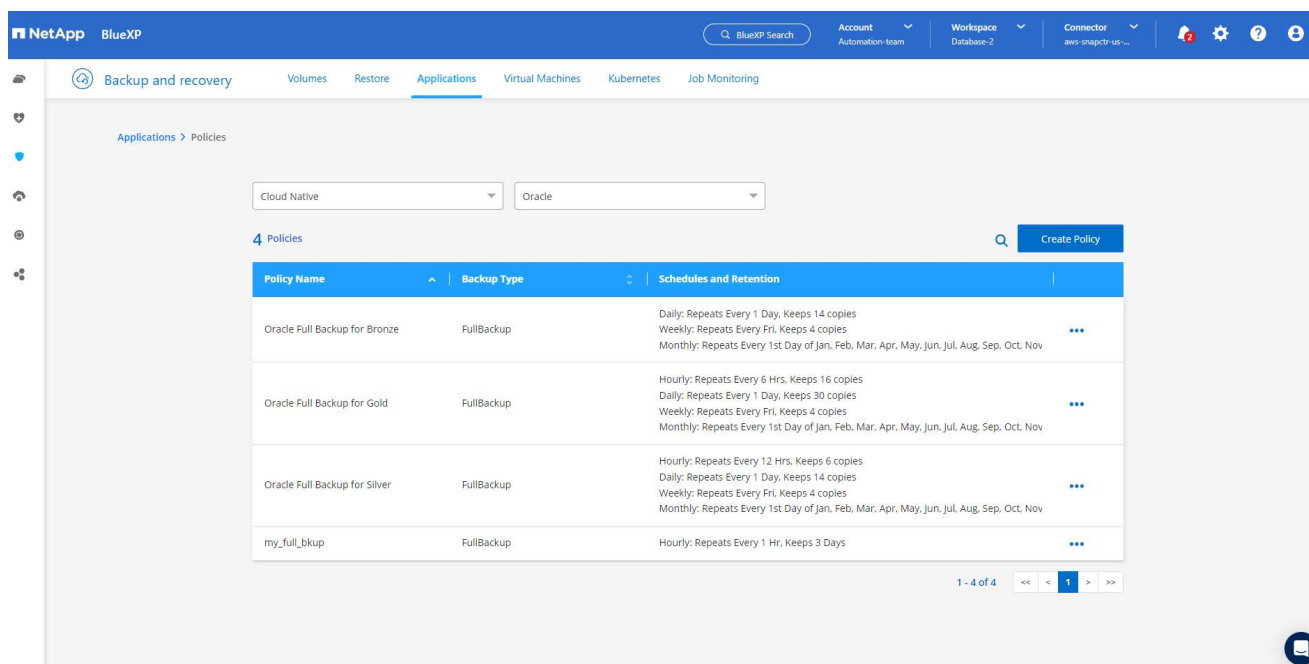 NetApp BlueXP
BlueXP Search
Account
Automation-team
Workspace
Database-2
Connector
aws-snapctr-us-...
2
Backup and recovery
Volumes Restore Applications Virtual Machines Kubernetes Job Monitoring
Applications > Policies
Cloud Native
Oracle
4 Policies
Create Policy
Policy Name Backup Type Schedules and Retention
Oracle Full Backup for Bronze
FullBackup
Daily: Repeats Every 1 Day, Keeps 14 copies
Weekly: Repeats Every Fri, Keeps 4 copies
Monthly: Repeats Every 1st Day of Jan, Feb, Mar, Apr, May, Jun, Jul, Aug, Sep, Oct, Nov
Oracle Full Backup for Gold
FullBackup
Hourly: Repeats Every 6 Hrs, Keeps 16 copies
Daily: Repeats Every 1 Day, Keeps 30 copies
Weekly: Repeats Every Fri, Keeps 4 copies
Monthly: Repeats Every 1st Day of Jan, Feb, Mar, Apr, May, Jun, Jul, Aug, Sep, Oct, Nov
Oracle Full Backup for Silver
FullBackup
Hourly: Repeats Every 12 Hrs, Keeps 6 copies
Daily: Repeats Every 1 Day, Keeps 14 copies
Weekly: Repeats Every Fri, Keeps 4 copies
Monthly: Repeats Every 1st Day of Jan, Feb, Mar, Apr, May, Jun, Jul, Aug, Sep, Oct, Nov
my_full_bkup FullBackup Hourly: Repeats Every 1 Hr, Keeps 3 Days
1 - 4 of 4 << < 1 > >>